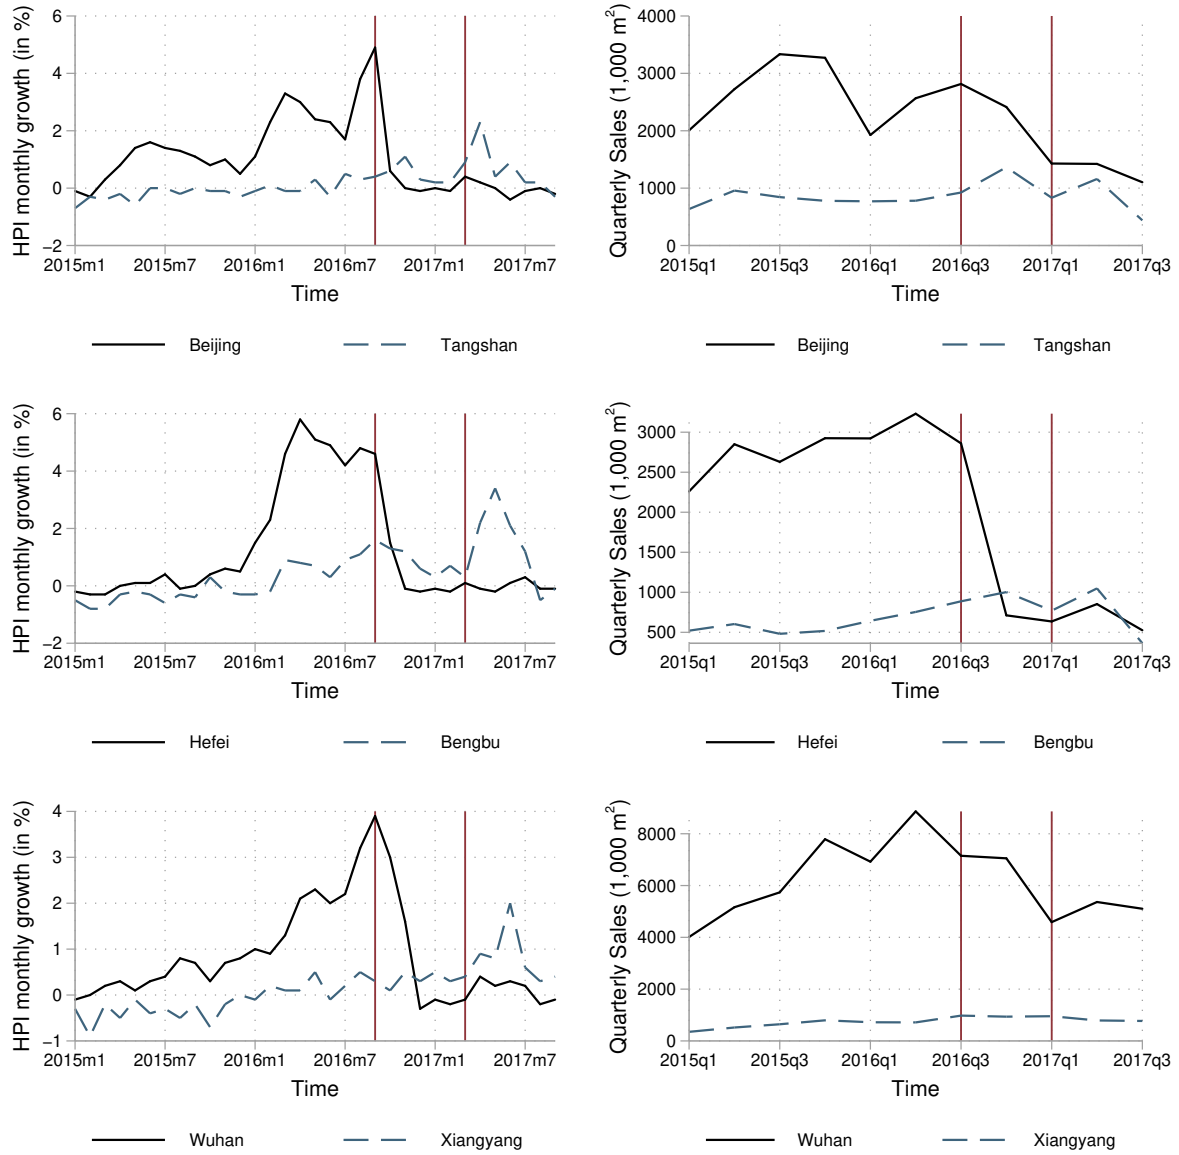 HPI monthly growth (in %)
6
4
2
0
−2
2015m1 2015m7 2016m1 2016m7 2017m1 2017m7
Time
Beijing Tangshan
Quarterly Sales (1,000 m²)
4000
3000
2000
1000
0
2015q1 2015q3 2016q1 2016q3 2017q1 2017q3
Time
Beijing Tangshan
HPI monthly growth (in %)
6
4
2
0
−2
2015m1 2015m7 2016m1 2016m7 2017m1 2017m7
Time
Hefei Bengbu
Quarterly Sales (1,000 m²)
3000
2500
2000
1500
1000
500
2015q1 2015q3 2016q1 2016q3 2017q1 2017q3
Time
Hefei Bengbu
HPI monthly growth (in %)
4
3
2
1
0
−1
2015m1 2015m7 2016m1 2016m7 2017m1 2017m7
Time
Wuhan Xiangyang
Quarterly Sales (1,000 m²)
8000
6000
4000
2000
0
2015q1 2015q3 2016q1 2016q3 2017q1 2017q3
Time
Wuhan Xiangyang